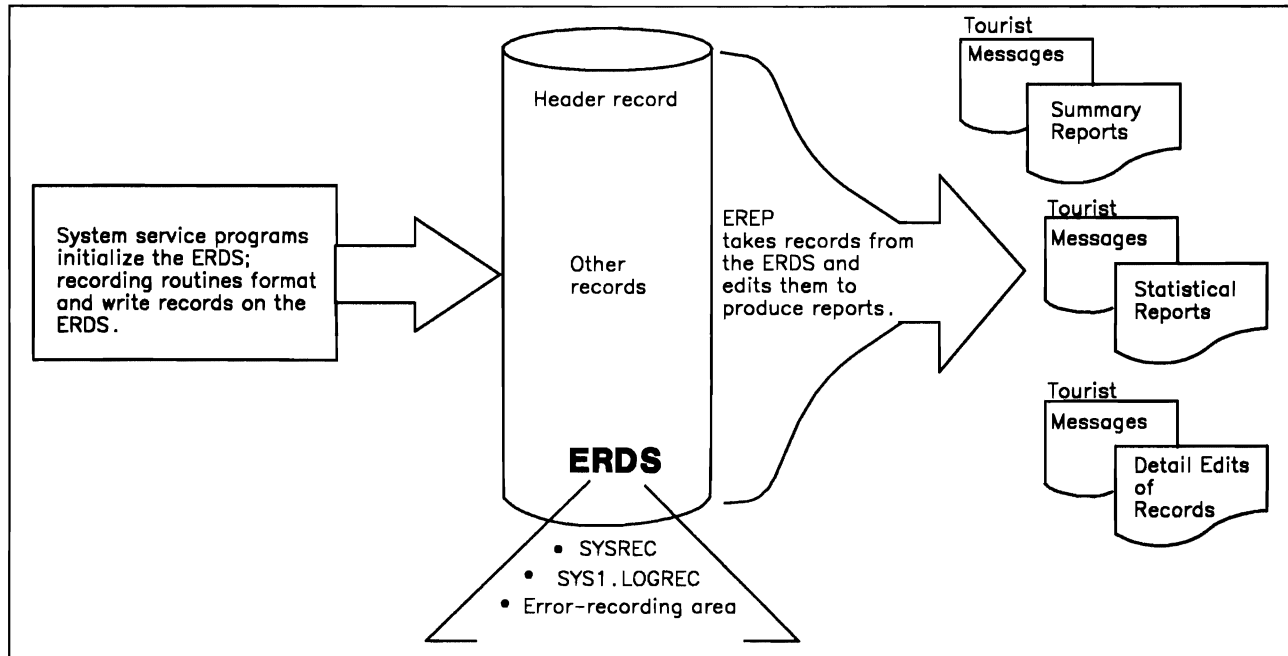 System service programs
initialize the ERDS;
recording routines format
and write records on the
ERDS.
Header record
Other
records
ERDS
• SYSREC
• SYS1.LOGREC
• Error-recording area
EREP
takes records from
the ERDS and
edits them to
produce reports.
Tourist
Messages
Summary
Reports
Tourist
Messages
Statistical
Reports
Tourist
Messages
Detail Edits
of
Records